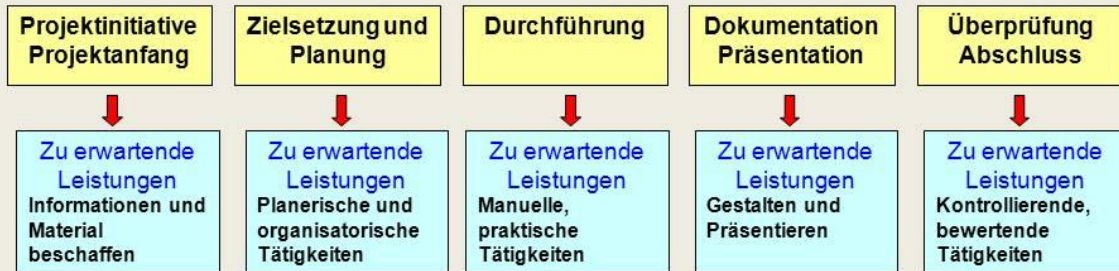 Projektinitiative
Projektanfang
Zielsetzung und
Planung
Durchführung
Dokumentation
Präsentation
Überprüfung
Abschluss
Zu erwartende
Leistungen
Informationen und
Material
beschaffen
Zu erwartende
Leistungen
Planerische und
organisatorische
Tätigkeiten
Zu erwartende
Leistungen
Manuelle,
praktische
Tätigkeiten
Zu erwartende
Leistungen
Gestalten und
Präsentieren
Zu erwartende
Leistungen
Kontrollierende,
bewertende
Tätigkeiten